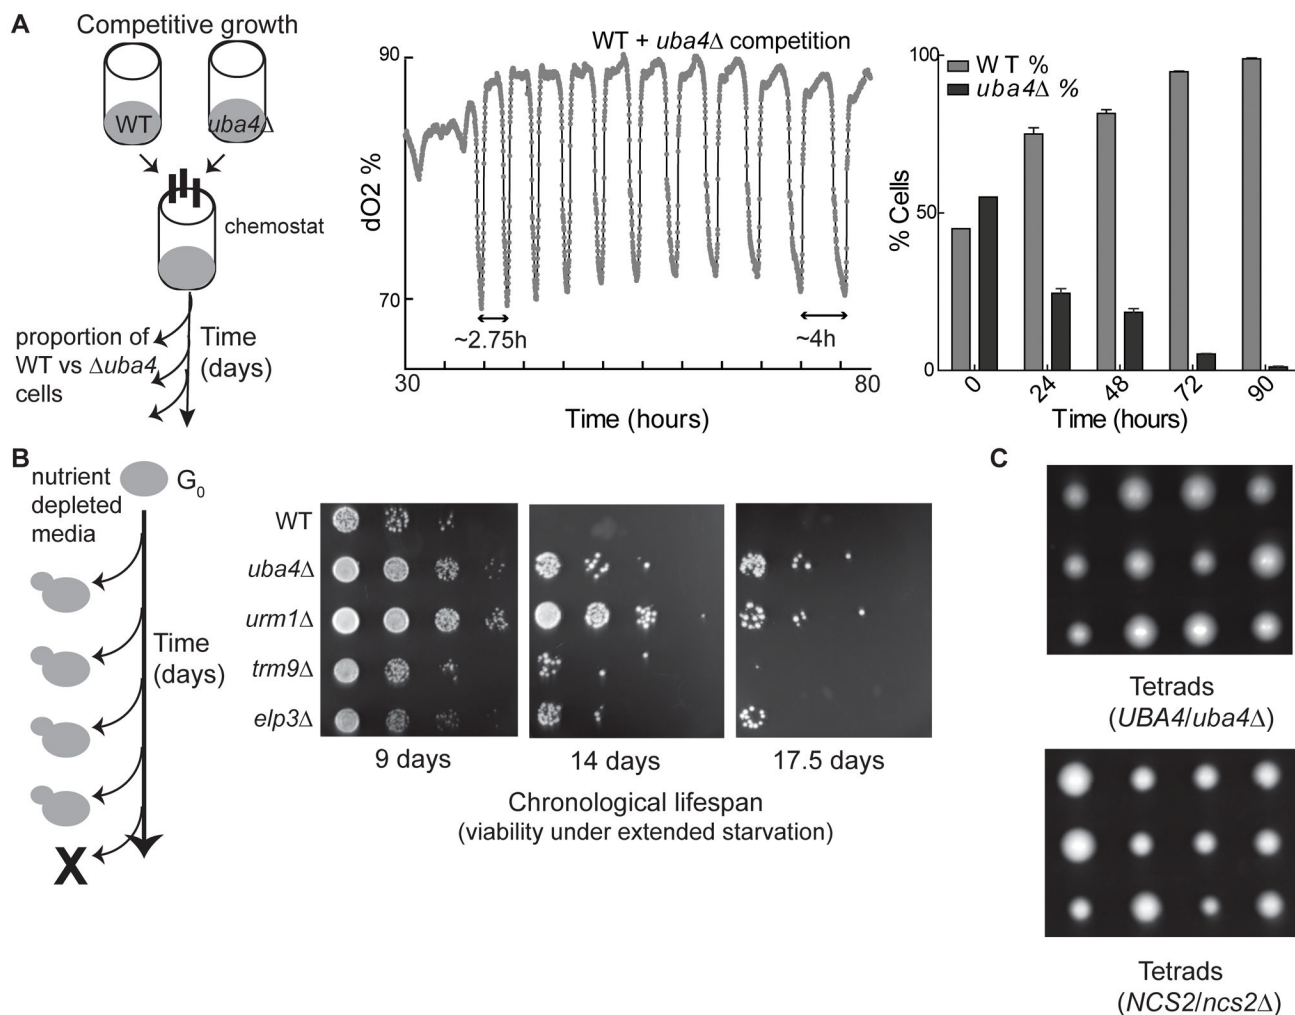 A
Competitive growth
WT
uba4Δ
chemostat
proportion of
WT vs Δuba4
cells
Time
(days)
WT + uba4Δ competition
90
70
dO2 %
~2.75h
~4h
30
80
Time (hours)
100
50
0
% Cells
WT %
uba4Δ %
0
24
48
72
90
Time (hours)
B
nutrient
depleted
media
G0
Time
(days)
X
WT
uba4Δ
urm1Δ
trm9Δ
elp3Δ
9 days
14 days
17.5 days
Chronological lifespan
(viability under extended starvation)
C
Tetrads
(UBA4/uba4Δ)
Tetrads
(NCS2/ncs2Δ)